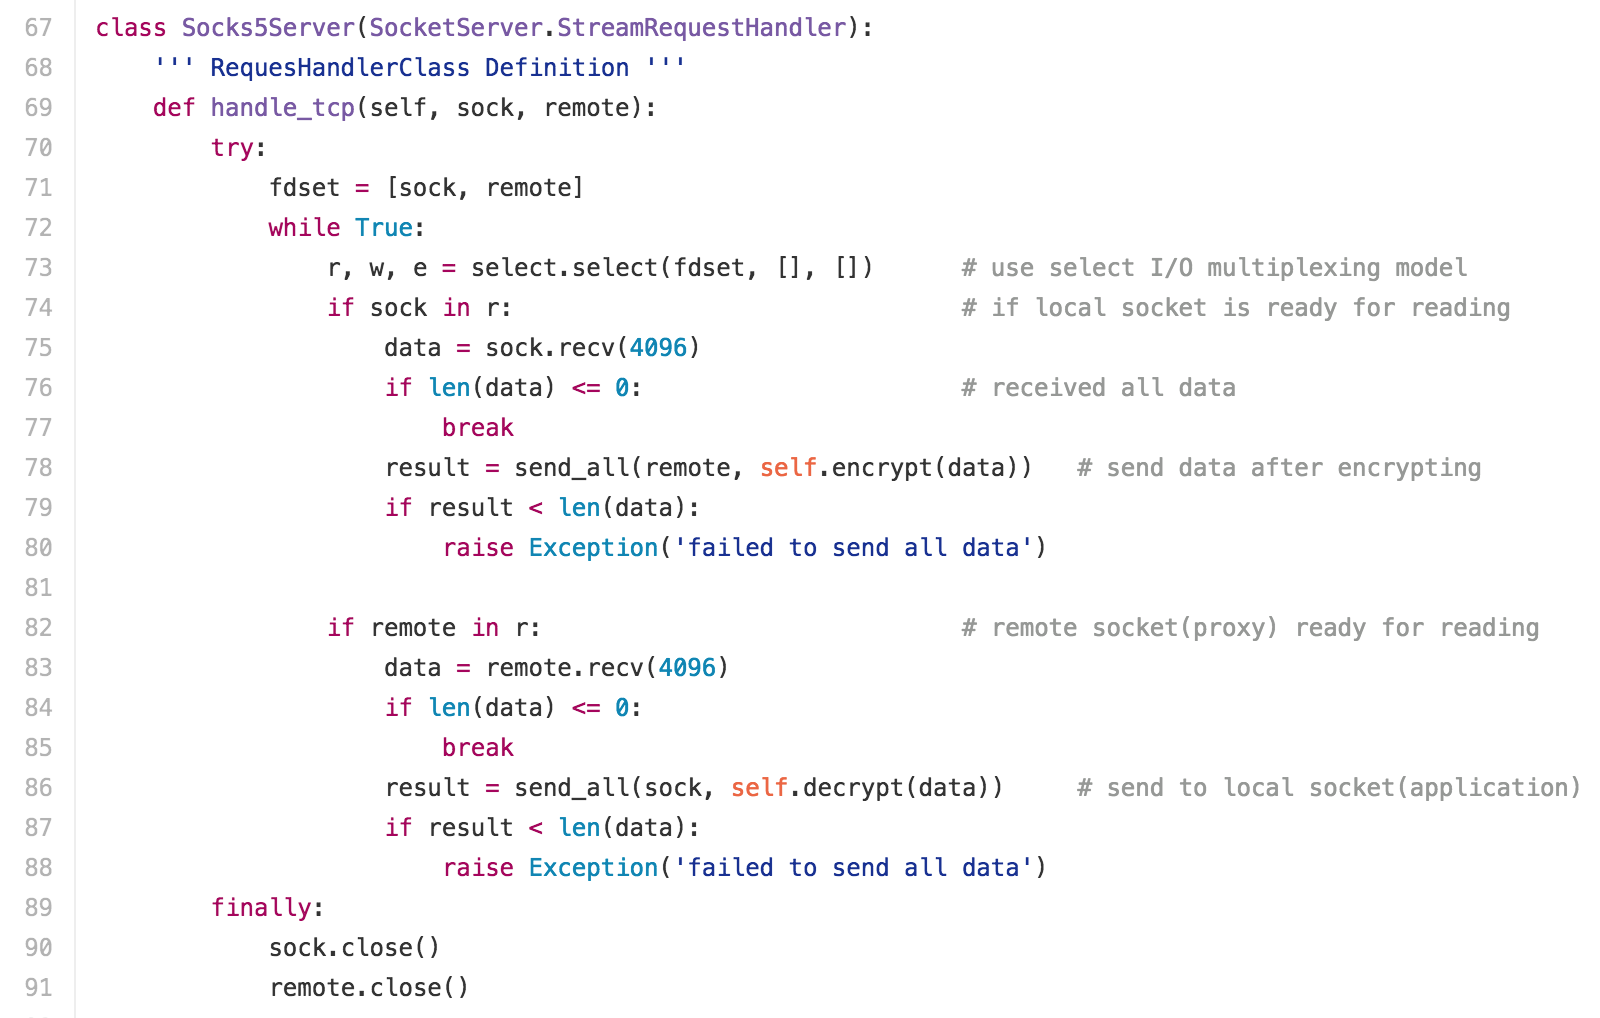 67 class Socks5Server(SocketServer.StreamRequestHandler):
68     ''' RequesHandlerClass Definition '''
69     def handle_tcp(self, sock, remote):
70         try:
71             fdset = [sock, remote]
72             while True:
73                 r, w, e = select.select(fdset, [], [])      # use select I/O multiplexing model
74                 if sock in r:                               # if local socket is ready for reading
75                     data = sock.recv(4096)
76                     if len(data) <= 0:                      # received all data
77                         break
78                     result = send_all(remote, self.encrypt(data))   # send data after encrypting
79                     if result < len(data):
80                         raise Exception('failed to send all data')
81
82                 if remote in r:                             # remote socket(proxy) ready for reading
83                     data = remote.recv(4096)
84                     if len(data) <= 0:
85                         break
86                     result = send_all(sock, self.decrypt(data))     # send to local socket(application)
87                     if result < len(data):
88                         raise Exception('failed to send all data')
89         finally:
90             sock.close()
91             remote.close()